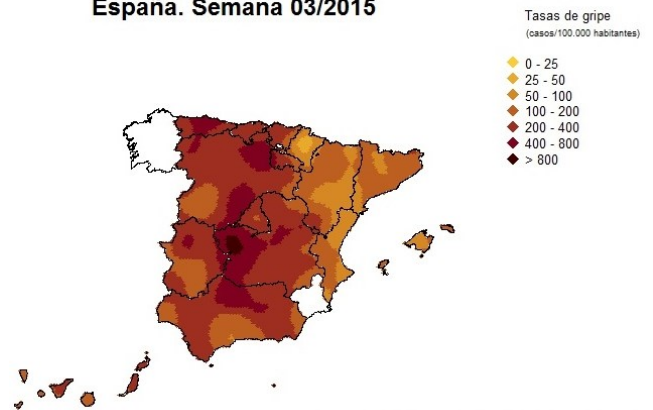 España. Semana 03/2015
Tasas de gripe
(casos/100.000 habitantes)
0 - 25
25 - 50
50 - 100
100 - 200
200 - 400
400 - 800
> 800